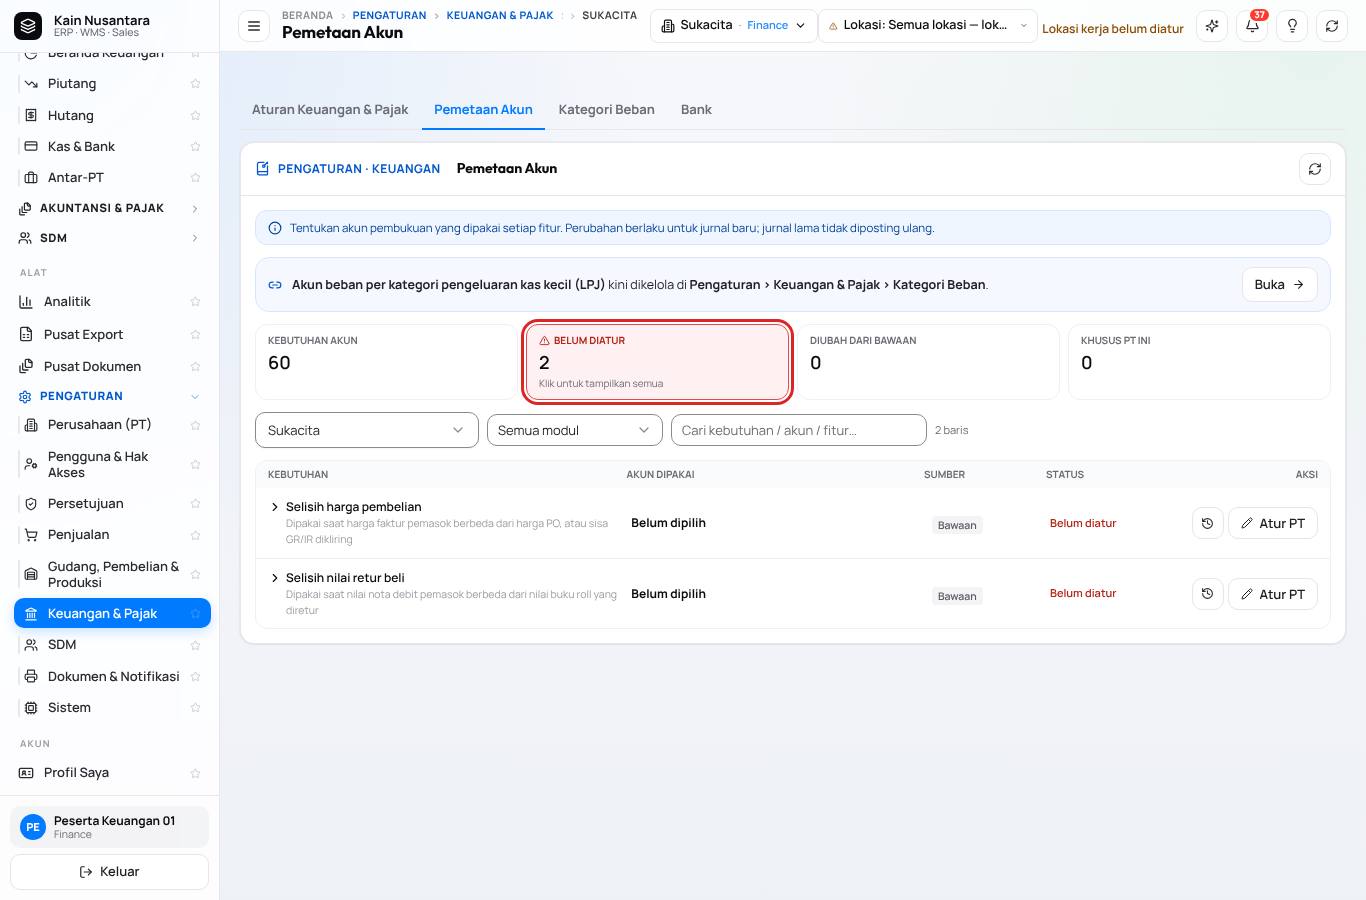 Kain Nusantara
ERP · WMS · Sales
Beranda Keuangan
Piutang
Hutang
Kas & Bank
Antar-PT
AKUNTANSI & PAJAK
SDM
ALAT
Analitik
Pusat Export
Pusat Dokumen
PENGATURAN
Perusahaan (PT)
Pengguna & Hak
Akses
Persetujuan
Penjualan
Gudang, Pembelian &
Produksi
Keuangan & Pajak
SDM
Dokumen & Notifikasi
Sistem
AKUN
Profil Saya
PE
Peserta Keuangan 01
Finance
Keluar
BERANDA › PENGATURAN › KEUANGAN & PAJAK › › SUKACITA
Pemetaan Akun
Sukacita · Finance
Lokasi: Semua lokasi — lok...
Lokasi kerja belum diatur
37
Aturan Keuangan & Pajak
Pemetaan Akun
Kategori Beban
Bank
PENGATURAN · KEUANGAN
Pemetaan Akun
Tentukan akun pembukuan yang dipakai setiap fitur. Perubahan berlaku untuk jurnal baru; jurnal lama tidak diposting ulang.
Akun beban per kategori pengeluaran kas kecil (LPJ) kini dikelola di Pengaturan › Keuangan & Pajak › Kategori Beban.
Buka →
KEBUTUHAN AKUN
60
BELUM DIATUR
2
Klik untuk tampilkan semua
DIUBAH DARI BAWAAN
0
KHUSUS PT INI
0
Sukacita
Semua modul
Cari kebutuhan / akun / fitur...
2 baris
KEBUTUHAN
AKUN DIPAKAI
SUMBER
STATUS
AKSI
Selisih harga pembelian
Dipakai saat harga faktur pemasok berbeda dari harga PO, atau sisa
GR/IR dikliring
Belum dipilih
Bawaan
Belum diatur
Atur PT
Selisih nilai retur beli
Dipakai saat nilai nota debit pemasok berbeda dari nilai buku roll yang
diretur
Belum dipilih
Bawaan
Belum diatur
Atur PT